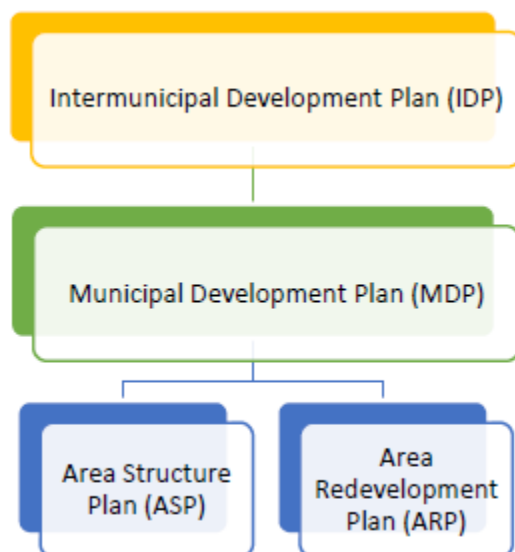 Intermunicipal Development Plan (IDP)
Municipal Development Plan (MDP)
Area Structure
Plan (ASP)
Area
Redevelopment
Plan (ARP)